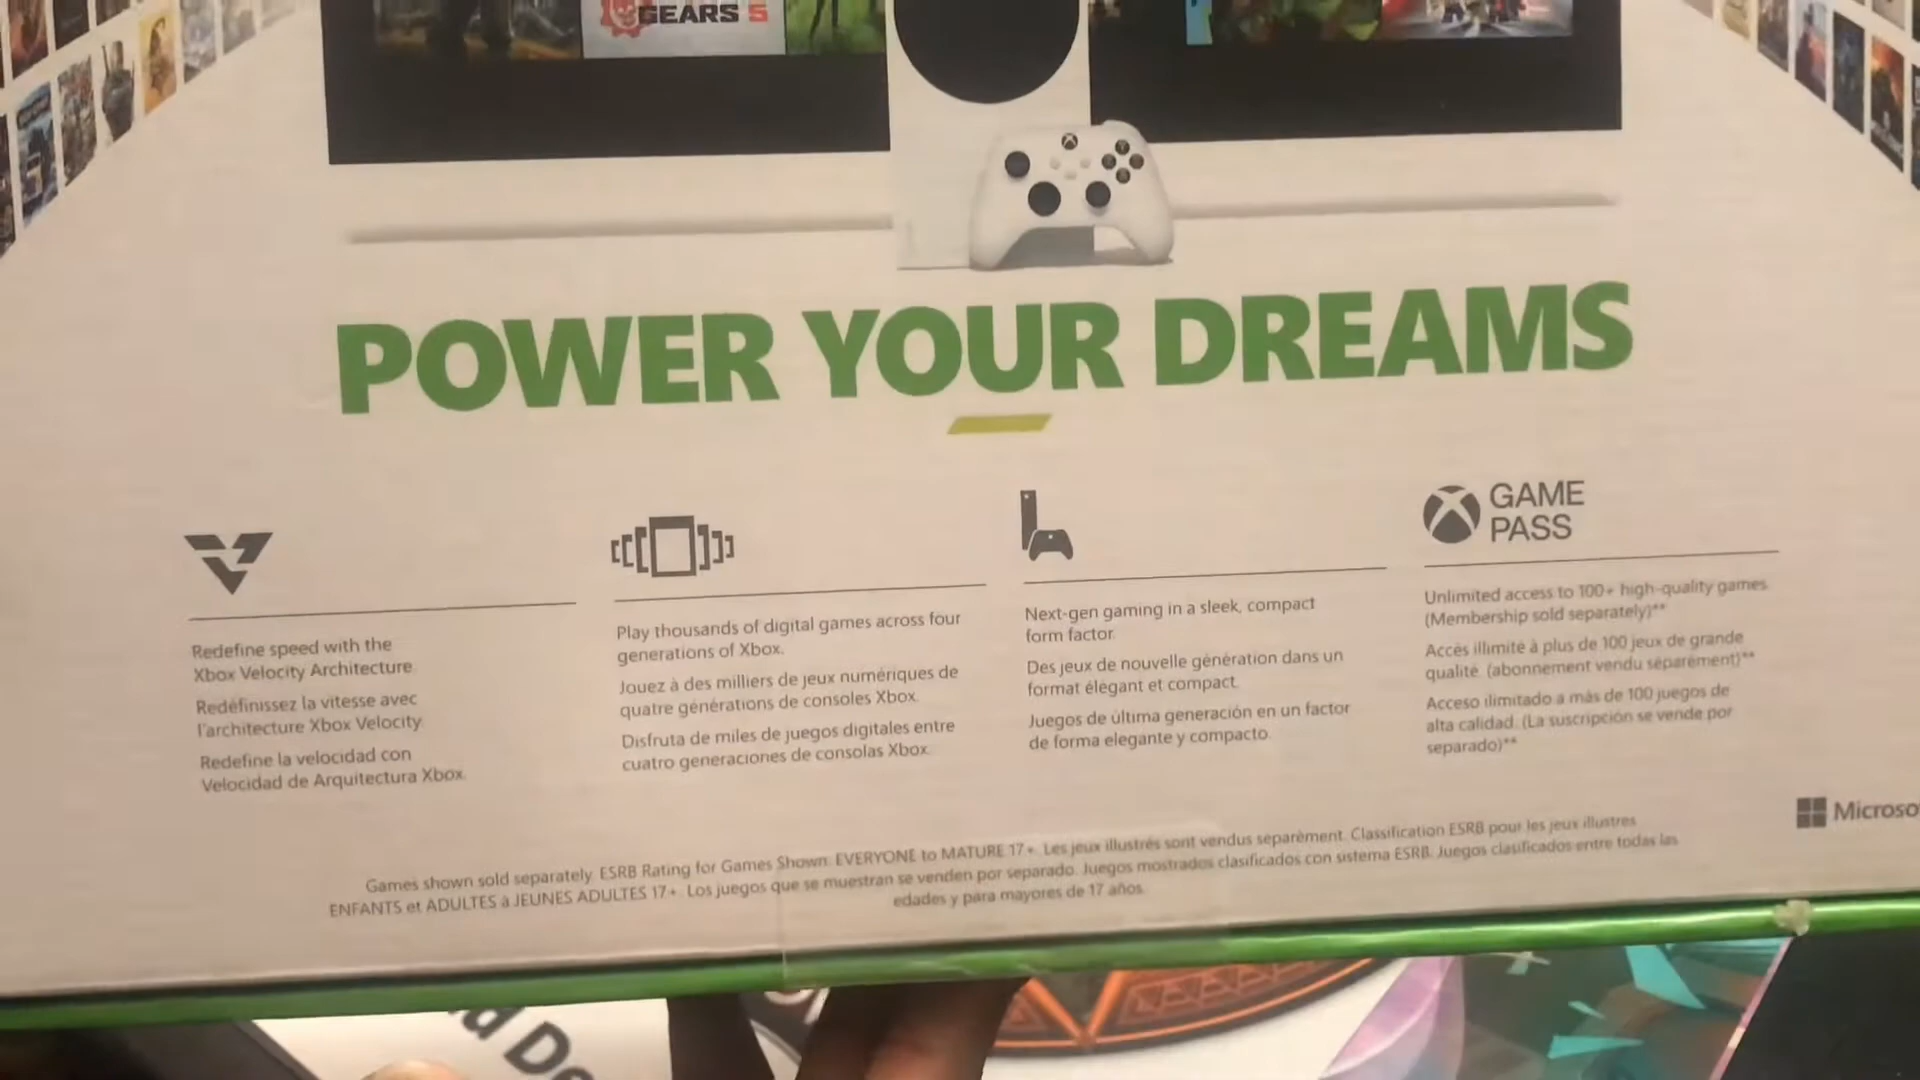 GEARS 5
POWER YOUR DREAMS
Redefine speed with the
Xbox Velocity Architecture.
Redéfinissez la vitesse avec
l'architecture Xbox Velocity.
Redefine la velocidad con
Velocidad de Arquitectura Xbox.
Play thousands of digital games across four
generations of Xbox.
Jouez à des milliers de jeux numériques de
quatre générations de consoles Xbox.
Disfruta de miles de juegos digitales entre
cuatro generaciones de consolas Xbox.
Next-gen gaming in a sleek, compact
form factor.
Des jeux de nouvelle génération dans un
format élégant et compact.
Juegos de última generación en un factor
de forma elegante y compacto.
GAME
PASS
Unlimited access to 100+ high-quality games.
(Membership sold separately)**
Accès illimité à plus de 100 jeux de grande
qualité. (abonnement vendu séparément)**
Acceso ilimitado a más de 100 juegos de
alta calidad. (La suscripción se vende por
separado)**
Microso
Games shown sold separately. ESRB Rating for Games Shown: EVERYONE to MATURE 17+. Les jeux illustrés sont vendus séparément. Classification ESRB pour les jeux illustrés
ENFANTS et ADULTES à JEUNES ADULTES 17+. Los juegos que se muestran se venden por separado. Juegos mostrados clasificados con sistema ESRB. Juegos clasificados entre todas las
edades y para mayores de 17 años.
d De